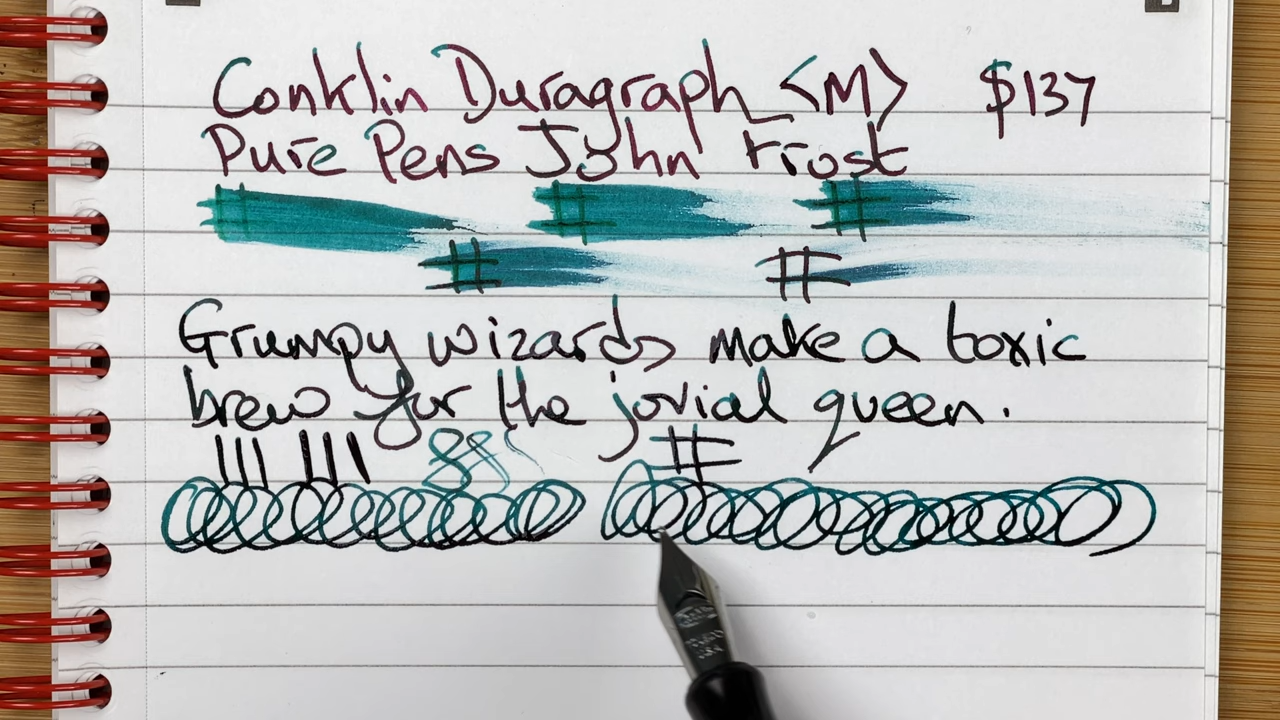 Conklin Duragraph <M> $137
Pure Pens John Frost
# # #
# #
Grumpy wizards make a toxic
brew for the jovial queen.
#